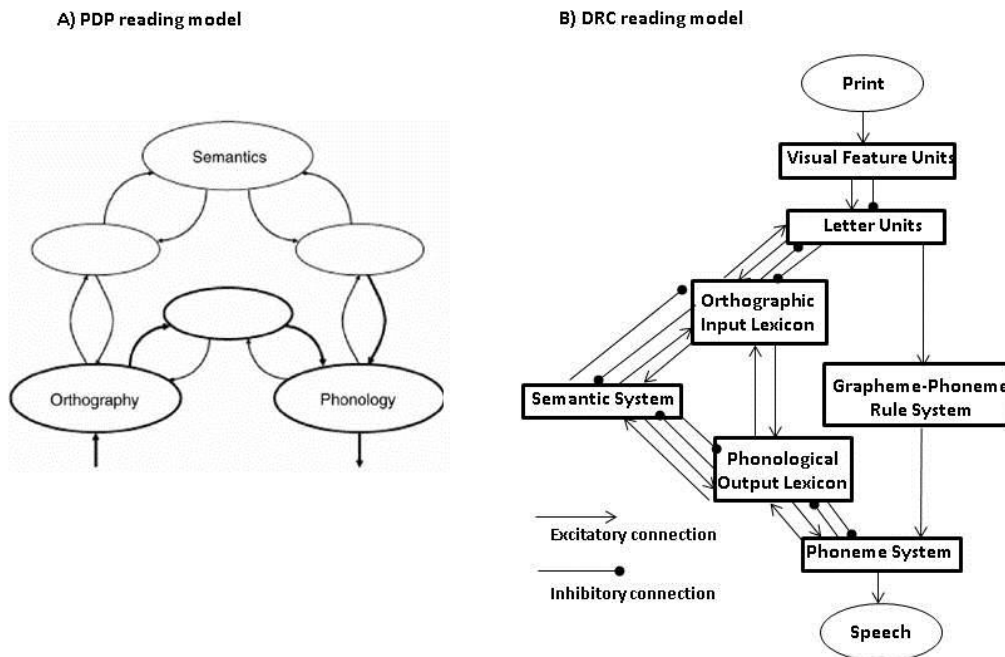 A) PDP reading model
Semantics
Orthography
Phonology
B) DRC reading model
Print
Visual Feature Units
Letter Units
Orthographic
Input Lexicon
Semantic System
Grapheme-Phoneme
Rule System
Phonological
Output Lexicon
Excitatory connection
Phoneme System
Inhibitory connection
Speech